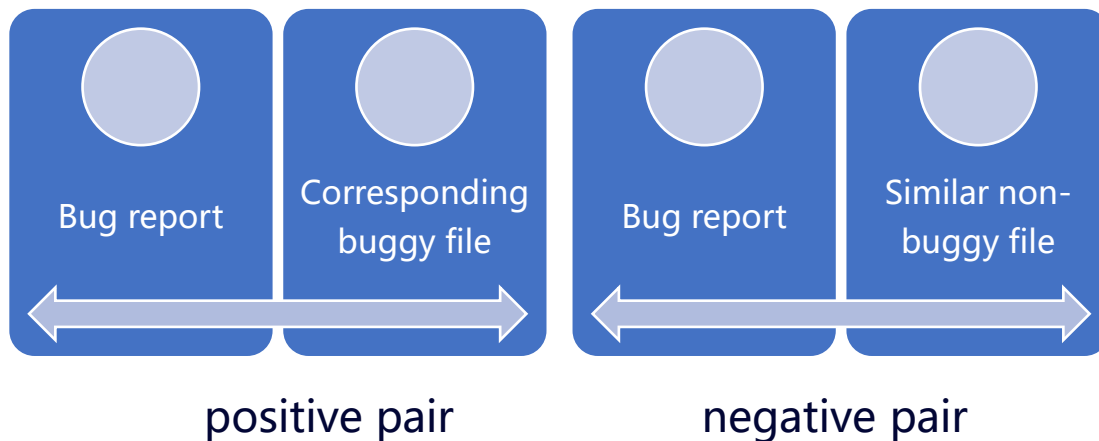 Bug report
Corresponding
buggy file
Bug report
Similar non-
buggy file
positive pair
negative pair